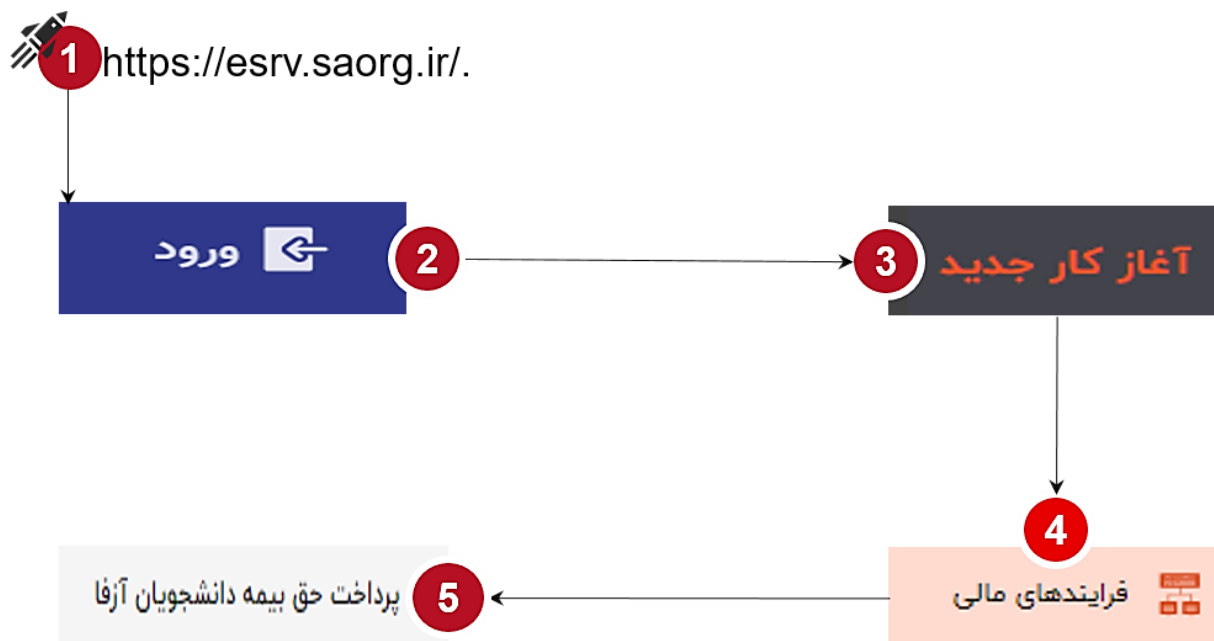 1 https://esrv.saorg.ir/.
ورود 2
3 آغاز کار جدید
4
فرایندهای مالی
5 پرداخت حق بیمه دانشجویان آزفا